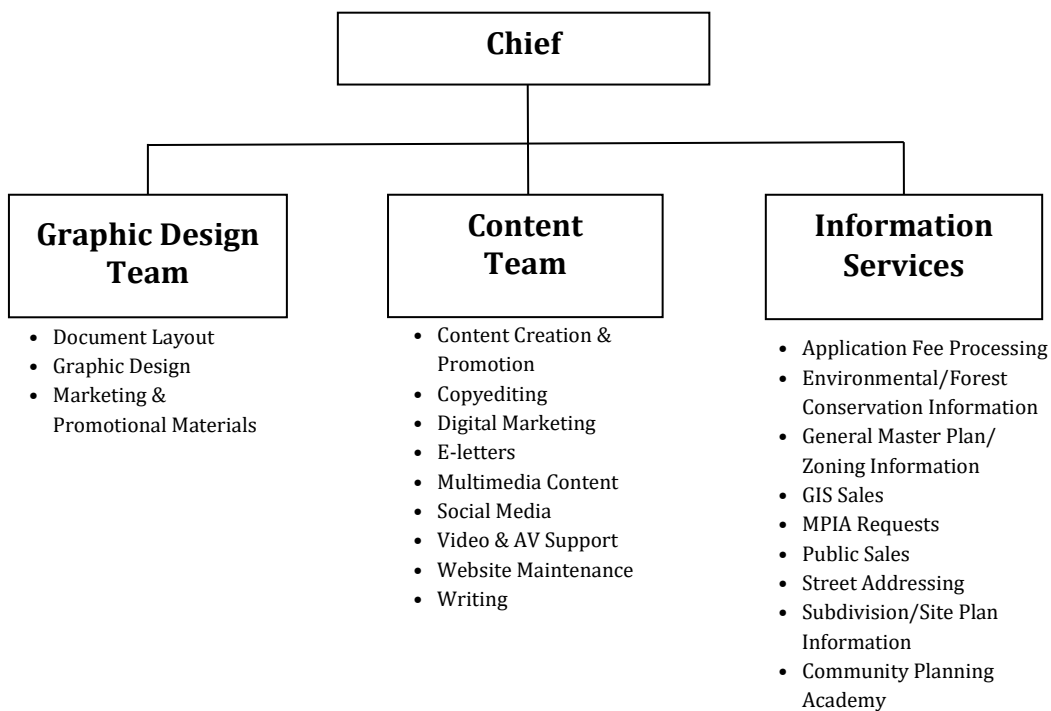 Chief
Graphic Design
Team
• Document Layout
• Graphic Design
• Marketing &
Promotional Materials
Content
Team
• Content Creation &
Promotion
• Copyediting
• Digital Marketing
• E-letters
• Multimedia Content
• Social Media
• Video & AV Support
• Website Maintenance
• Writing
Information
Services
• Application Fee Processing
• Environmental/Forest
Conservation Information
• General Master Plan/
Zoning Information
• GIS Sales
• MPIA Requests
• Public Sales
• Street Addressing
• Subdivision/Site Plan
Information
• Community Planning
Academy